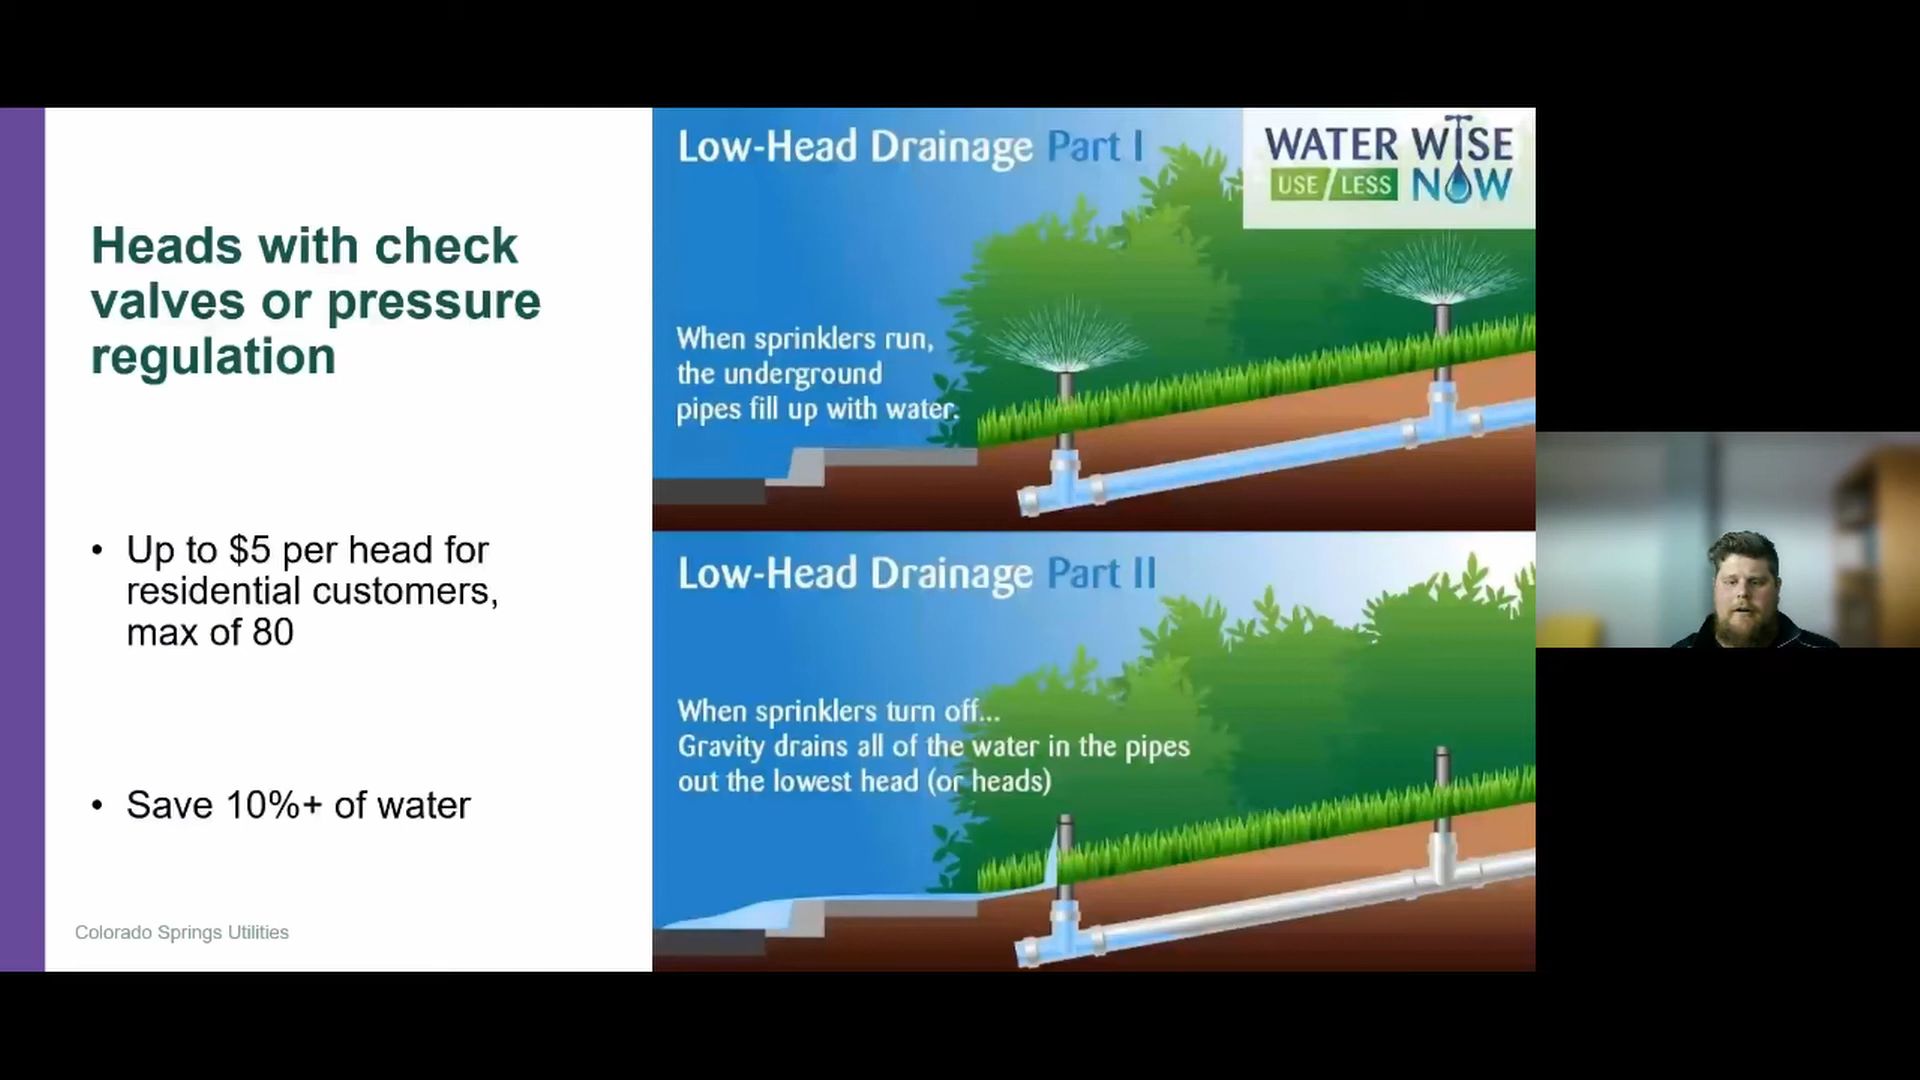 Heads with check
valves or pressure
regulation
• Up to $5 per head for
residential customers,
max of 80
• Save 10%+ of water
Colorado Springs Utilities
Low-Head Drainage Part I
WATER WISE
USE/LESS NOW
When sprinklers run,
the underground
pipes fill up with water.
Low-Head Drainage Part II
When sprinklers turn off...
Gravity drains all of the water in the pipes
out the lowest head (or heads)